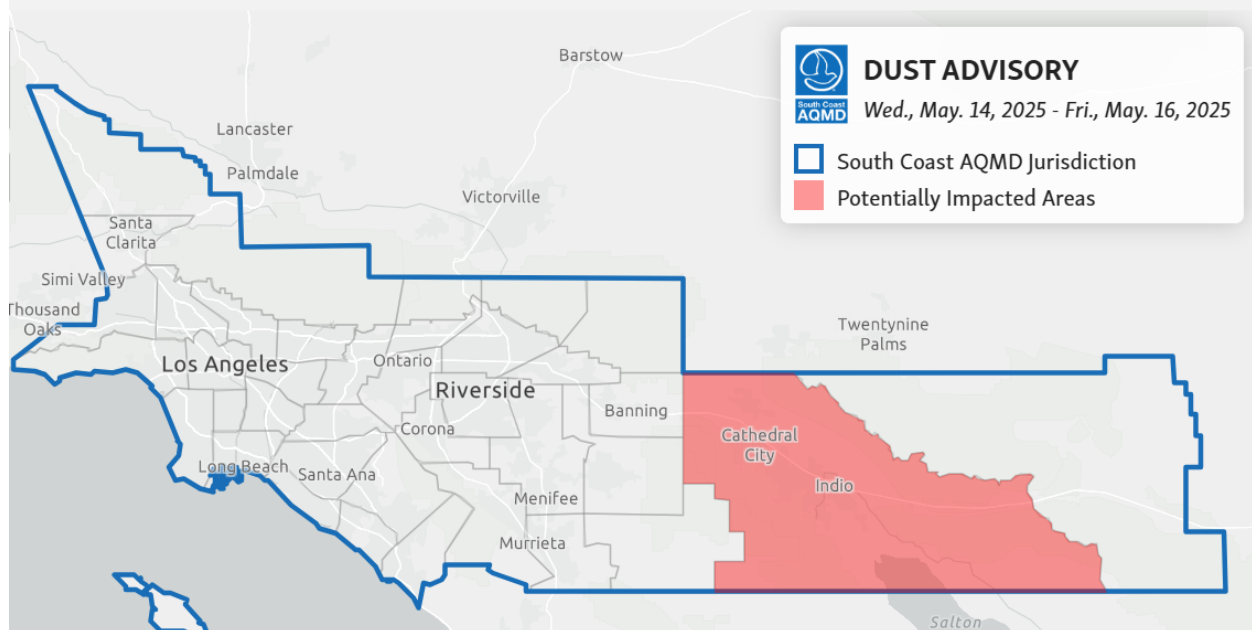 Barstow
DUST ADVISORY
South Coast
AQMD
Wed., May. 14, 2025 - Fri., May. 16, 2025
South Coast AQMD Jurisdiction
Potentially Impacted Areas
Lancaster
Palmdale
Victorville
Santa
Clarita
Simi Valley
Thousand
Oaks
Twentynine
Palms
Los Angeles
Ontario
Riverside
Banning
Corona
Cathedral
City
Long Beach
Santa Ana
Indio
Menifee
Murrieta
Salton